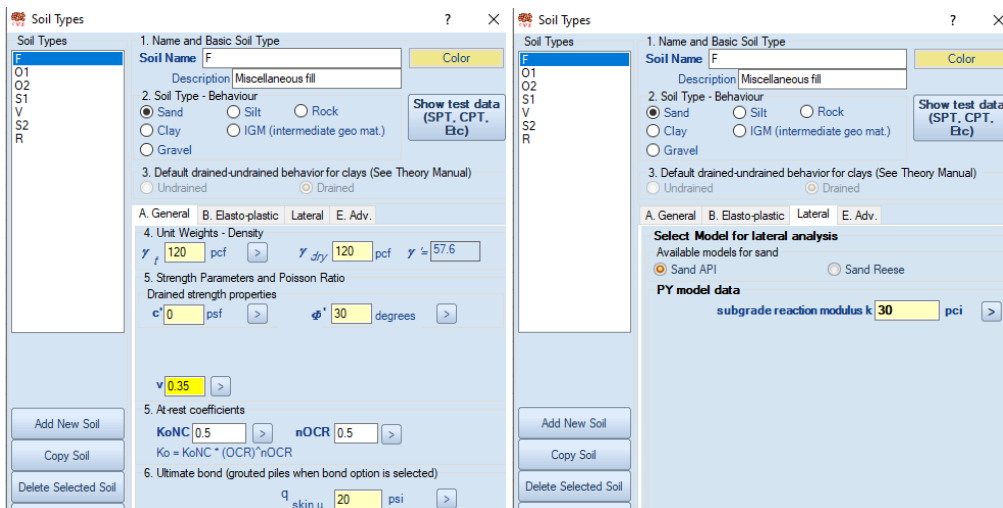 Soil Types ? ×
Soil Types
F
O1
O2
S1
V
S2
R
Add New Soil
Copy Soil
Delete Selected Soil
1. Name and Basic Soil Type
Soil Name F Color
Description Miscellaneous fill
2. Soil Type - Behaviour
Sand Silt Rock
Clay IGM (intermediate geo mat.)
Gravel
Show test data
(SPT, CPT,
Etc)
3. Default drained-undrained behavior for clays (See Theory Manual)
Undrained Drained
A. General B. Elasto-plastic Lateral E. Adv.
4. Unit Weights - Density
γ t 120 pcf > γ dry 120 pcf γ '= 57.6
5. Strength Parameters and Poisson Ratio
Drained strength properties
c' 0 psf > Φ' 30 degrees >
v 0.35 >
5. At-rest coefficients
KoNC 0.5 > nOCR 0.5 >
Ko = KoNC * (OCR)^nOCR
6. Ultimate bond (grouted piles when bond option is selected)
q skin,u 20 psi >
Soil Types ? ×
Soil Types
F
O1
O2
S1
V
S2
R
Add New Soil
Copy Soil
Delete Selected Soil
1. Name and Basic Soil Type
Soil Name F Color
Description Miscellaneous fill
2. Soil Type - Behaviour
Sand Silt Rock
Clay IGM (intermediate geo mat.)
Gravel
Show test data
(SPT, CPT,
Etc)
3. Default drained-undrained behavior for clays (See Theory Manual)
Undrained Drained
A. General B. Elasto-plastic Lateral E. Adv.
Select Model for lateral analysis
Available models for sand
Sand API Sand Reese
PY model data
subgrade reaction modulus k 30 pci >